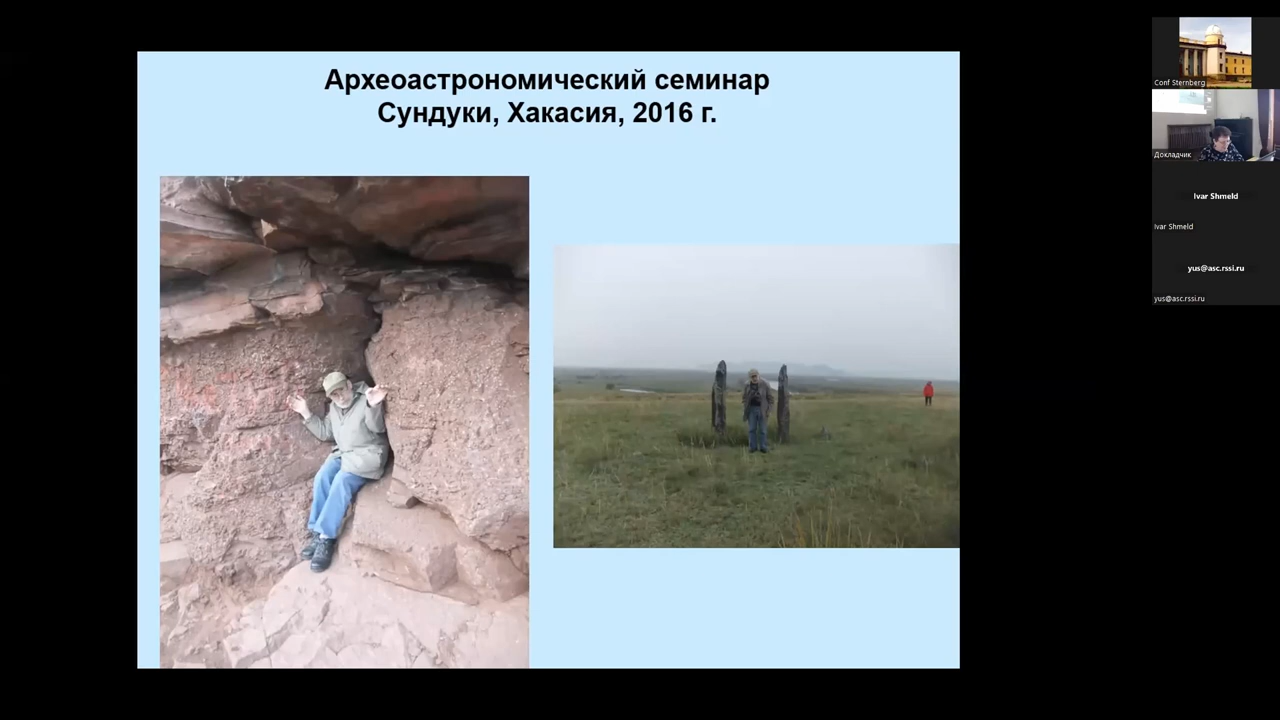 Археоастрономический семинар
Сундуки, Хакасия, 2016 г.
Conf Sternberg
Докладчик
Ivar Shmeld
Ivar Shmeld
yus@asc.rssi.ru
yus@asc.rssi.ru